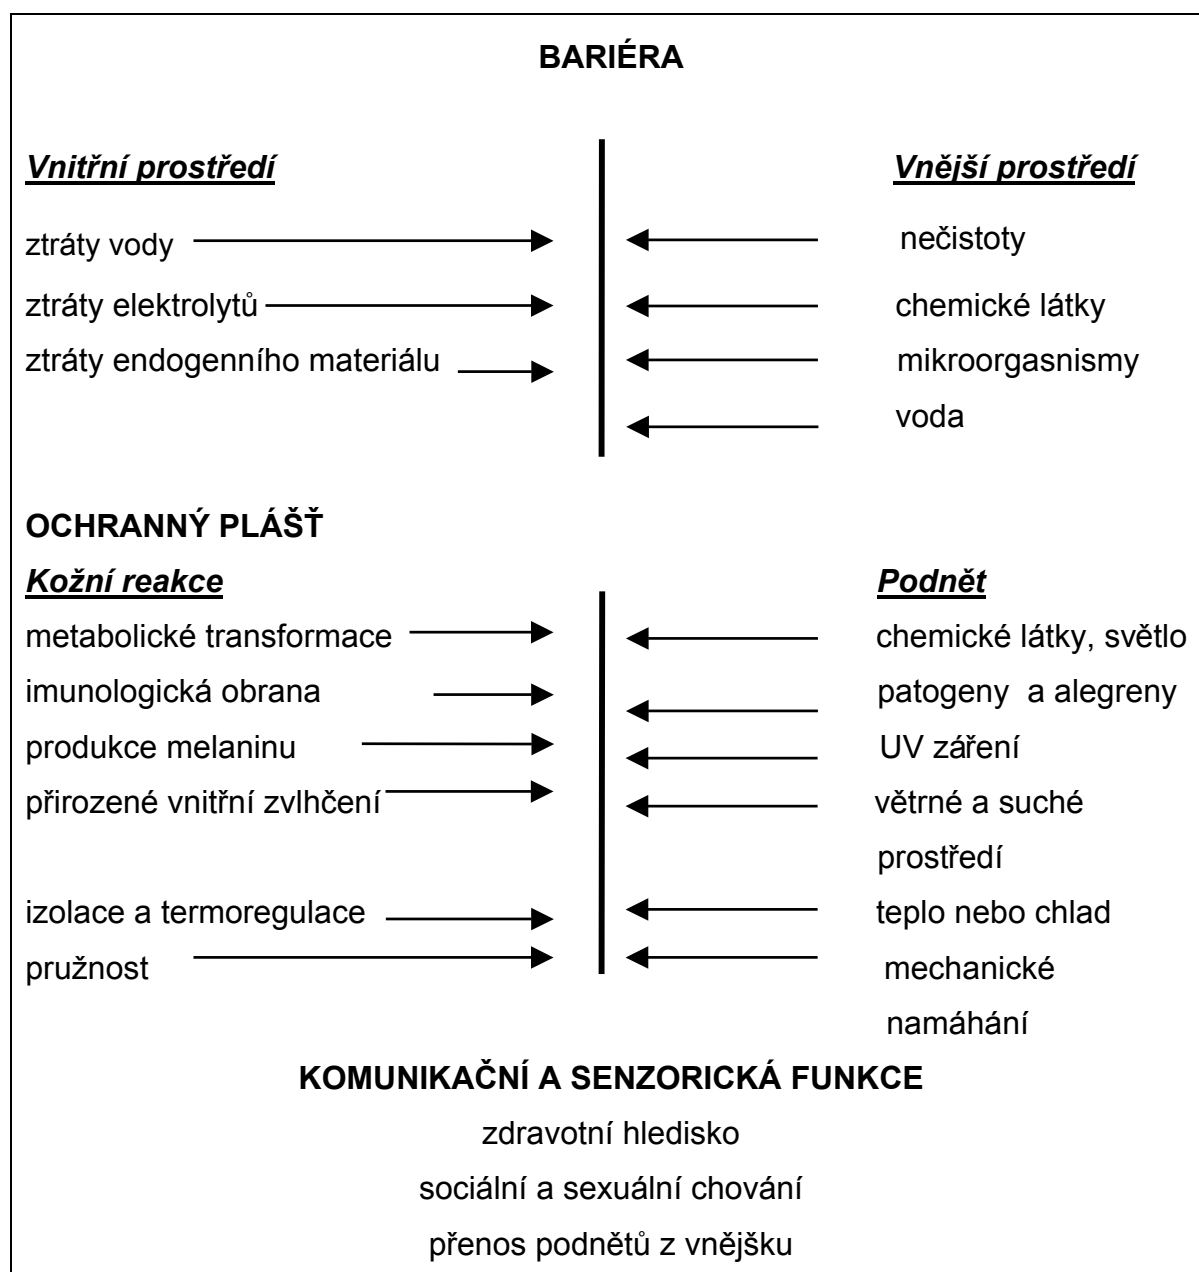 BARIÉRA
Vnitřní prostředí Vnější prostředí
ztráty vody nečistoty
ztráty elektrolytů chemické látky
ztráty endogenního materiálu mikroorgasnismy
voda
OCHRANNÝ PLÁŠŤ
Kožní reakce Podnět
metabolické transformace chemické látky, světlo
imunologická obrana patogeny a alegreny
produkce melaninu UV záření
přirozené vnitřní zvlhčení větrné a suché
prostředí
izolace a termoregulace teplo nebo chlad
pružnost mechanické
namáhání
KOMUNIKAČNÍ A SENZORICKÁ FUNKCE
zdravotní hledisko
sociální a sexuální chování
přenos podnětů z vnějšku